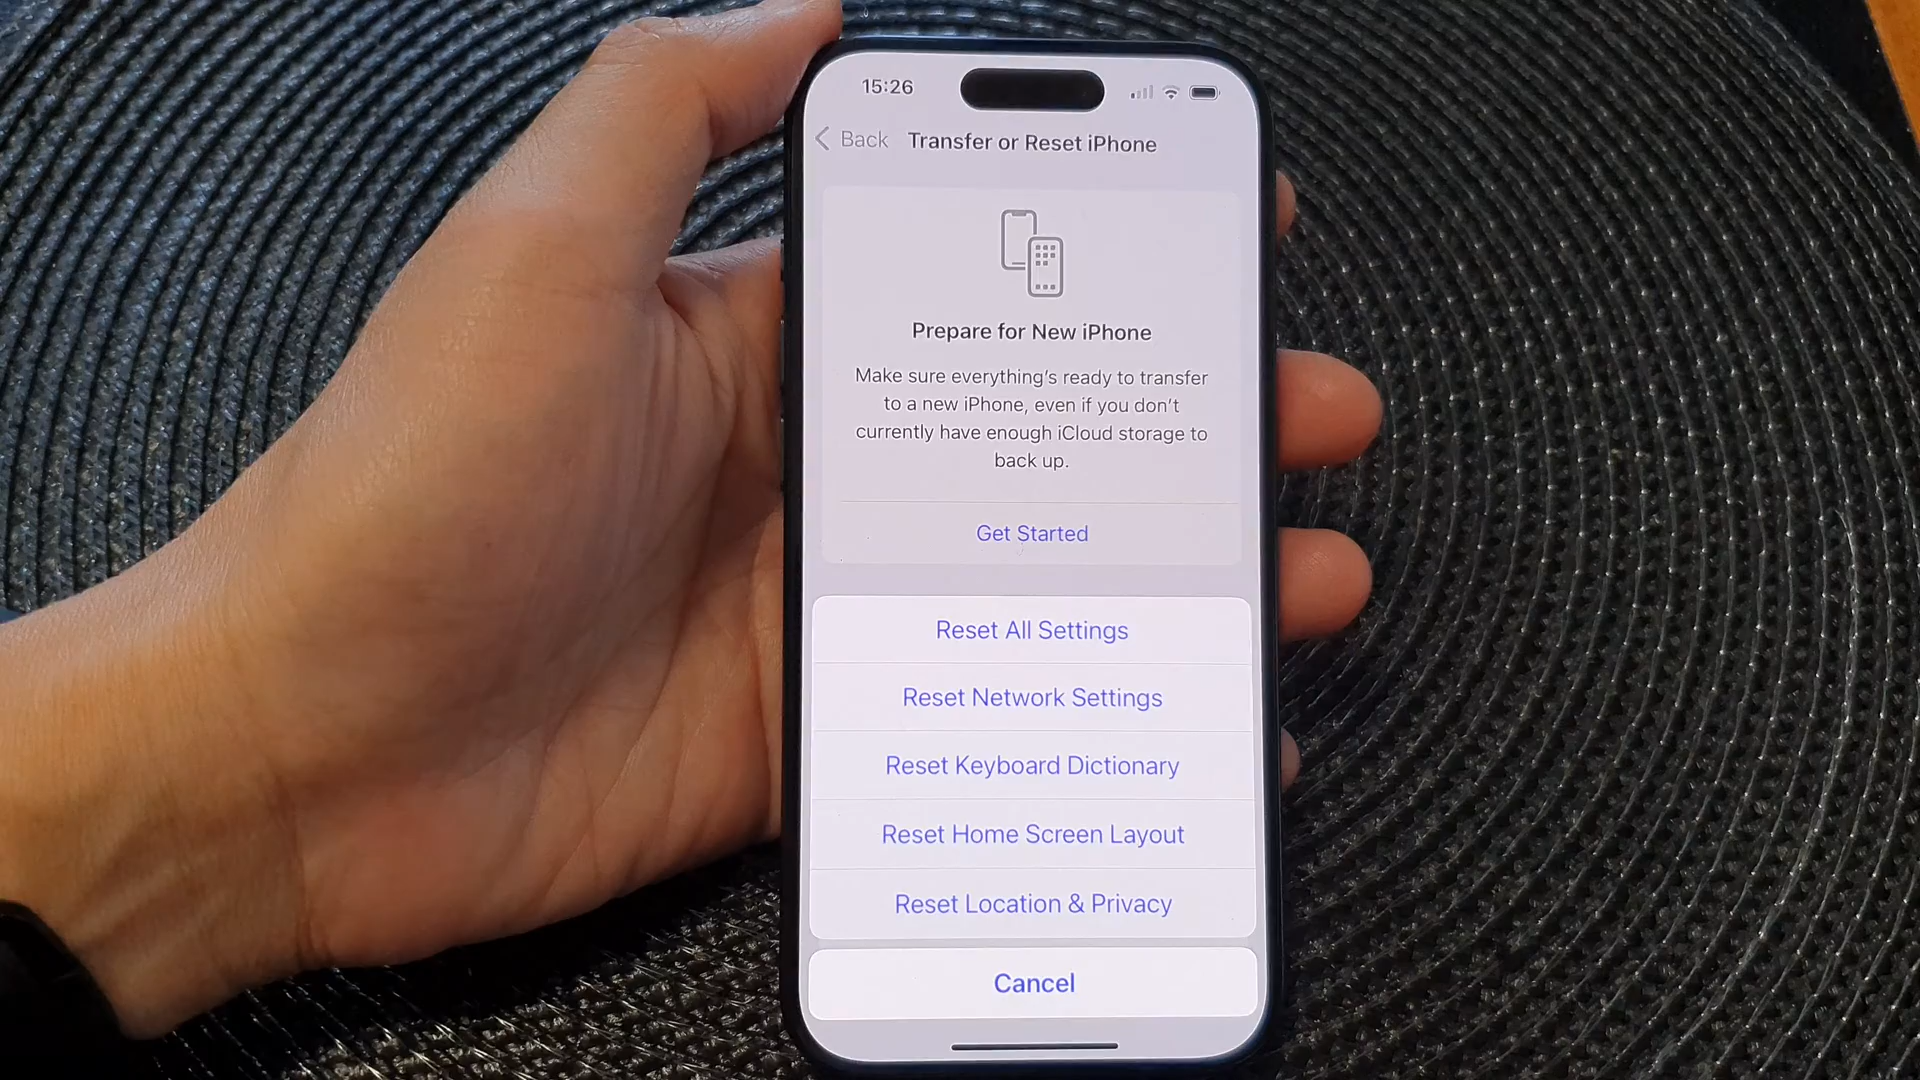 15:26
Back Transfer or Reset iPhone
Prepare for New iPhone
Make sure everything's ready to transfer
to a new iPhone, even if you don't
currently have enough iCloud storage to
back up.
Get Started
Reset All Settings
Reset Network Settings
Reset Keyboard Dictionary
Reset Home Screen Layout
Reset Location & Privacy
Cancel